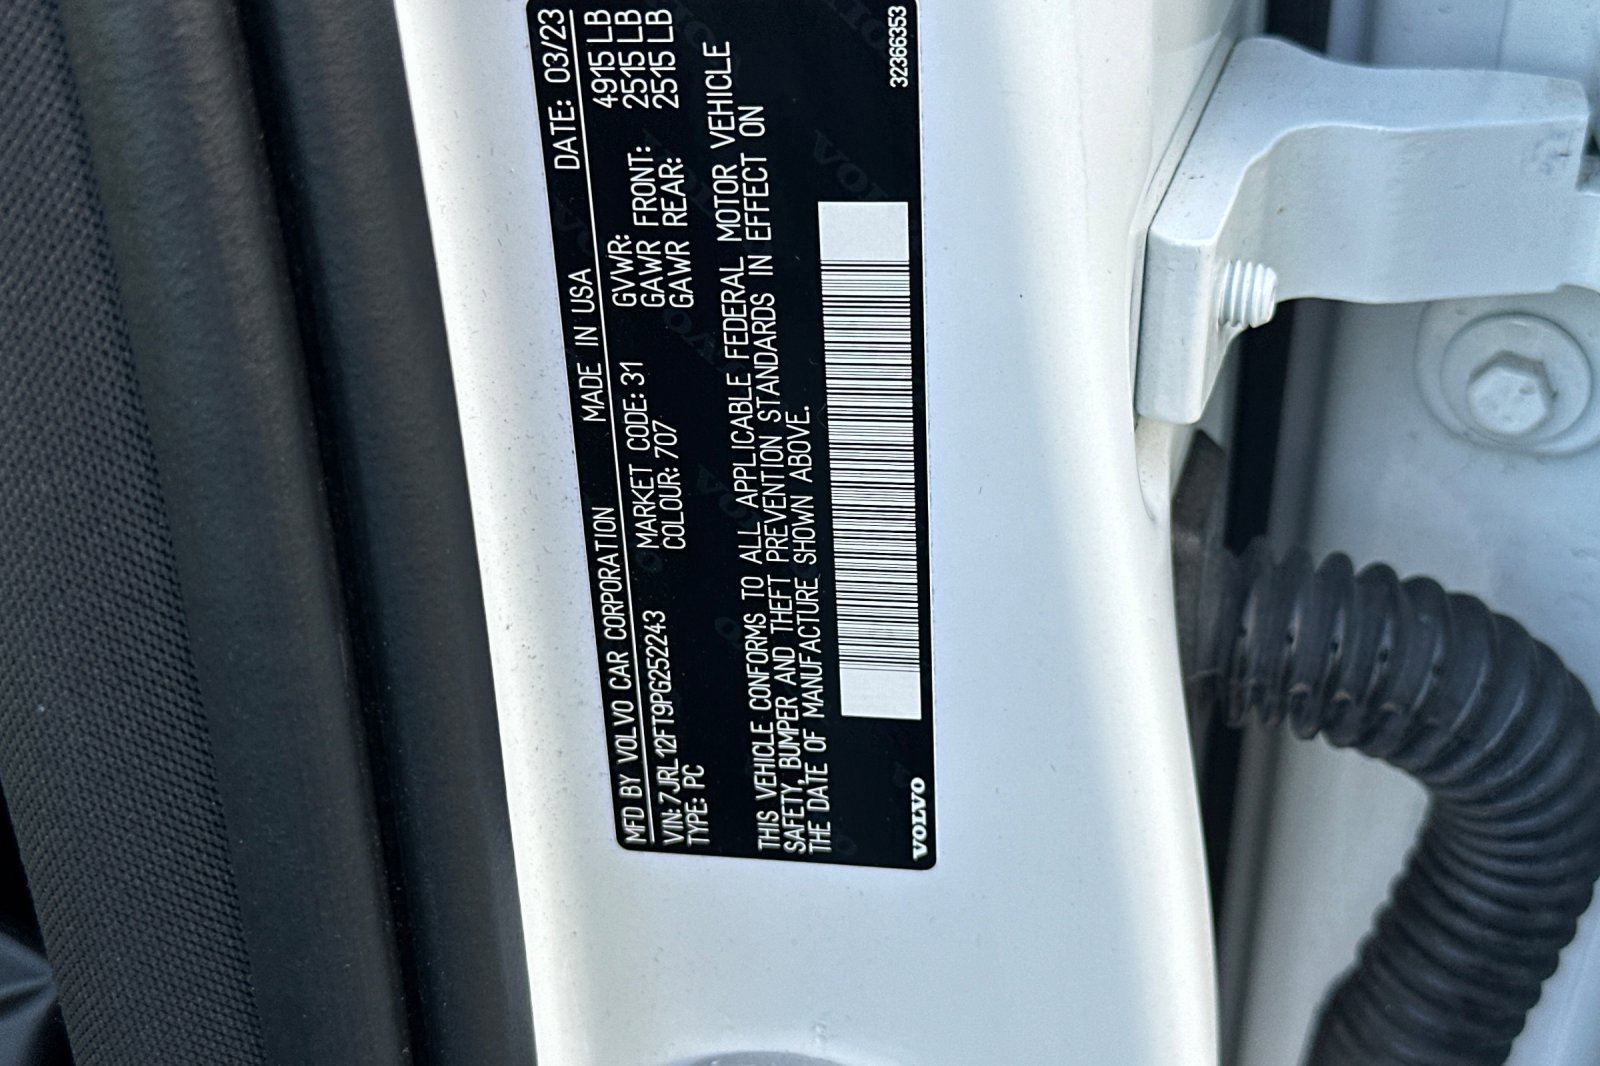 MFD BY VOLVO CAR CORPORATION MADE IN USA DATE: 03/23
VIN: 7JRL12FT9PG252243 MARKET CODE: 31 GVWR: 4915 LB
TYPE: PC COLOUR: 707 GAWR FRONT: 2515 LB
GAWR REAR: 2515 LB
THIS VEHICLE CONFORMS TO ALL APPLICABLE FEDERAL MOTOR VEHICLE
SAFETY, BUMPER AND THEFT PREVENTION STANDARDS IN EFFECT ON
THE DATE OF MANUFACTURE SHOWN ABOVE.
VOLVO 32366353